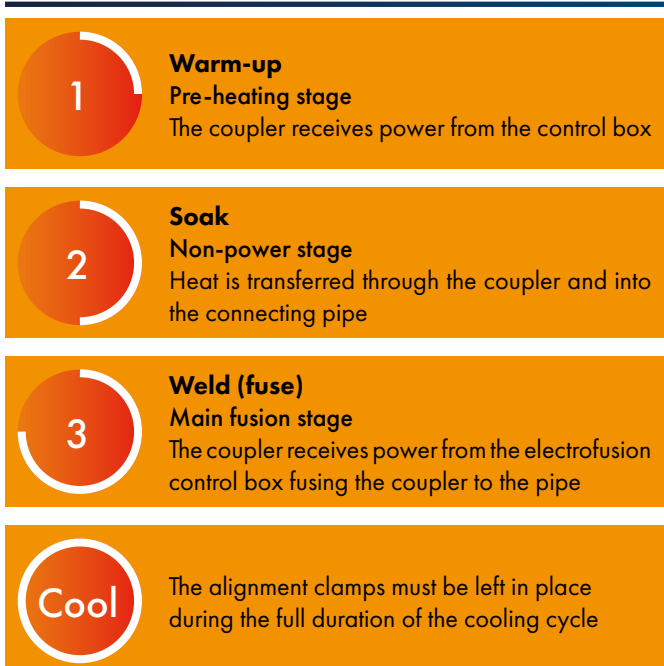 1
Warm-up
Pre-heating stage
The coupler receives power from the control box
2
Soak
Non-power stage
Heat is transferred through the coupler and into
the connecting pipe
3
Weld (fuse)
Main fusion stage
The coupler receives power from the electrofusion
control box fusing the coupler to the pipe
Cool
The alignment clamps must be left in place
during the full duration of the cooling cycle